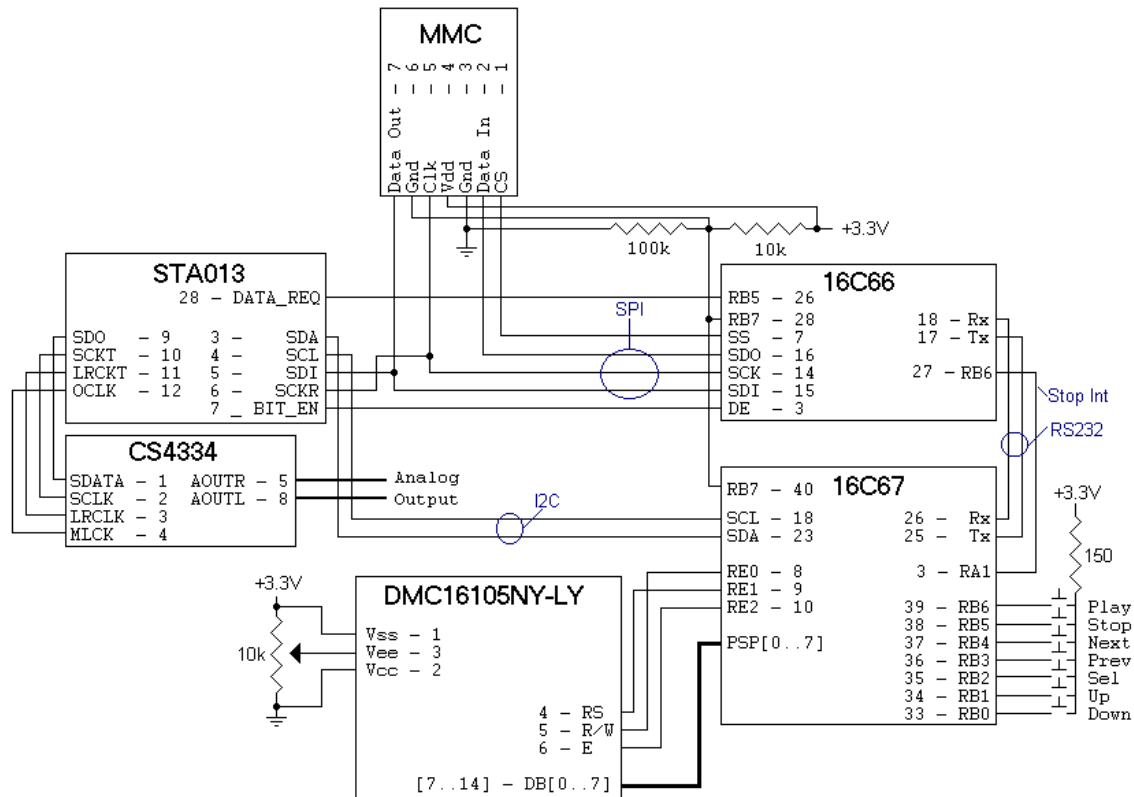 MMC
7 - Data Out
6 - Gnd
5 - Clk
4 - Vdd
3 - Gnd
2 - Data In
1 - CS
100k
10k
+3.3V
STA013
28 - DATA_REQ
SDO - 9
SCKT - 10
LRCKT - 11
OCLK - 12
3 - SDA
4 - SCL
5 - SDI
6 - SCKR
7 _ BIT_EN
SPI
16C66
RB5 - 26
RB7 - 28
SS - 7
SDO - 16
SCK - 14
SDI - 15
DE - 3
18 - Rx
17 - Tx
27 - RB6
Stop Int
RS232
CS4334
SDATA - 1
SCLK - 2
LRCLK - 3
MLCK - 4
AOUTR - 5
AOUTL - 8
Analog
Output
I2C
16C67
RB7 - 40
SCL - 18
SDA - 23
RE0 - 8
RE1 - 9
RE2 - 10
PSP[0..7]
26 - Rx
25 - Tx
3 - RA1
39 - RB6
38 - RB5
37 - RB4
36 - RB3
35 - RB2
34 - RB1
33 - RB0
+3.3V
150
Play
Stop
Next
Prev
Sel
Up
Down
+3.3V
10k
DMC16105NY-LY
Vss - 1
Vee - 3
Vcc - 2
4 - RS
5 - R/W
6 - E
[7..14] - DB[0..7]